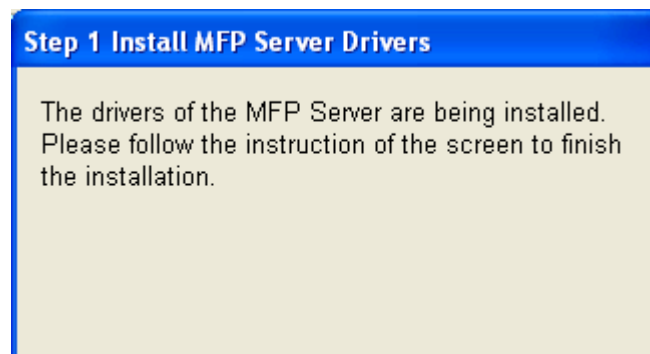 Step 1 Install MFP Server Drivers
The drivers of the MFP Server are being installed.
Please follow the instruction of the screen to finish
the installation.